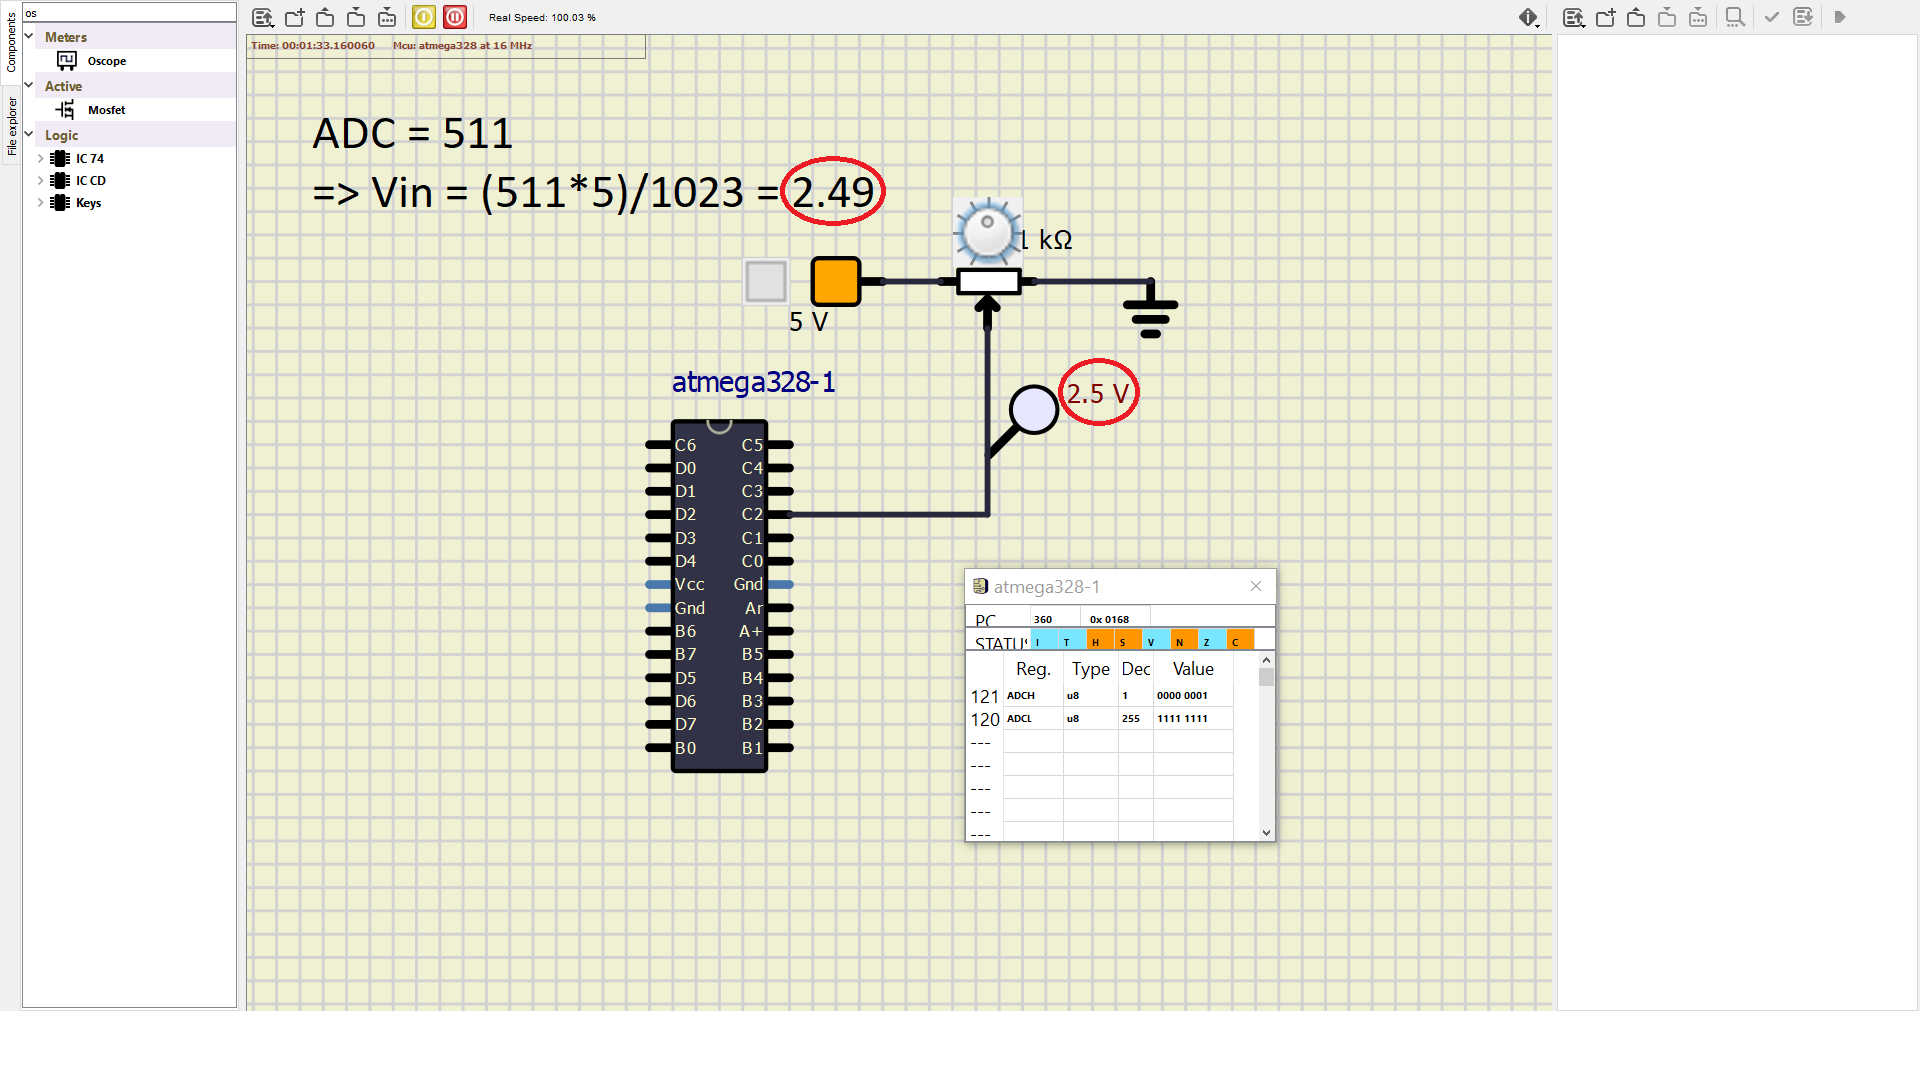 Components
File explorer
os
Meters
Oscope
Active
Mosfet
Logic
IC 74
IC CD
Keys
Real Speed: 100.03 %
Time: 00:01:33.160060 Mcu: atmega328 at 16 MHz
ADC = 511
=> Vin = (511*5)/1023 = 2.49
1 kΩ
5 V
2.5 V
atmega328-1
C6 C5
D0 C4
D1 C3
D2 C2
D3 C1
D4 C0
Vcc Gnd
Gnd Ar
B6 A+
B7 B5
D5 B4
D6 B3
D7 B2
B0 B1
atmega328-1
PC 360 0x 0168
STATUS I T H S V N Z C
Reg. Type Dec Value
121 ADCH u8 1 0000 0001
120 ADCL u8 255 1111 1111
---
---
---
---
---